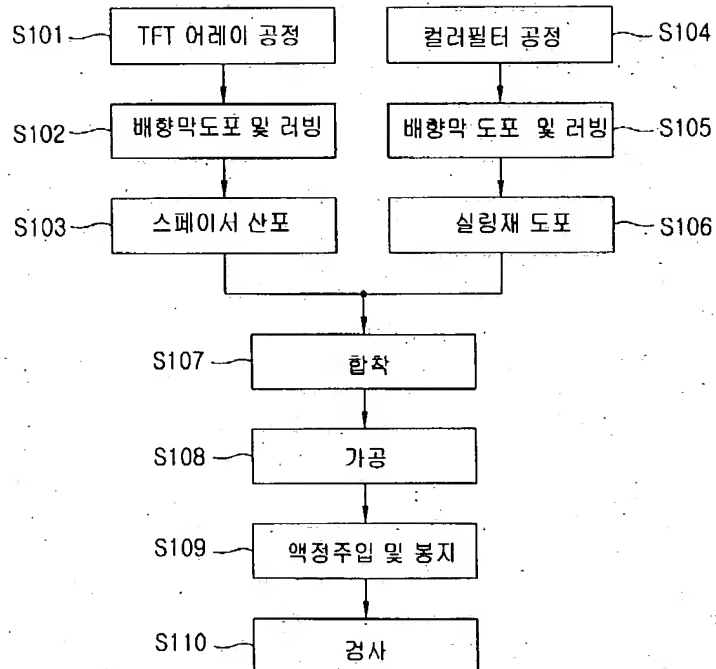 S101 TFT 어레이 공정 컬러필터 공정 S104
S102 배향막도포 및 러빙 배향막 도포 및 러빙 S105
S103 스페이서 산포 실링재 도포 S106
S107 합착
S108 가공
S109 액정주입 및 봉지
S110 검사